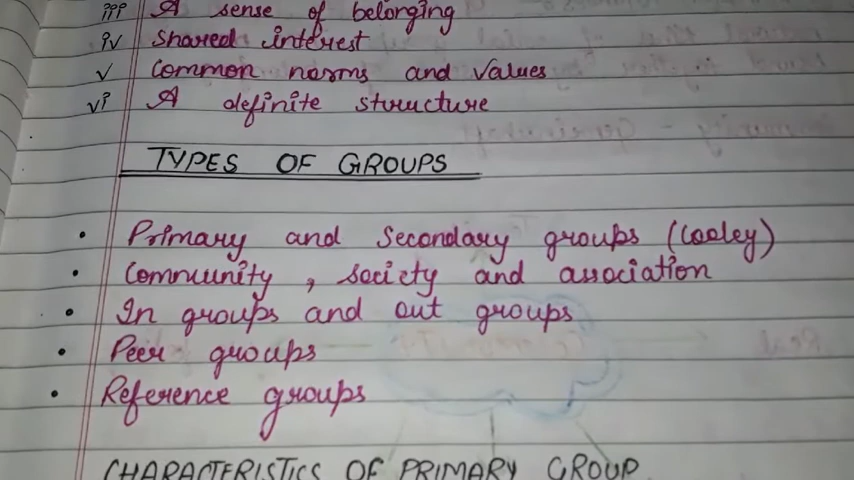 iii A sense of belonging
iv Shared interest
v Common norms and values
vi A definite structure
TYPES OF GROUPS
• Primary and Secondary groups (Cooley)
• Community, society and association
• In groups and out groups
• Peer groups
• Reference groups
CHARACTERISTICS OF PRIMARY GROUP